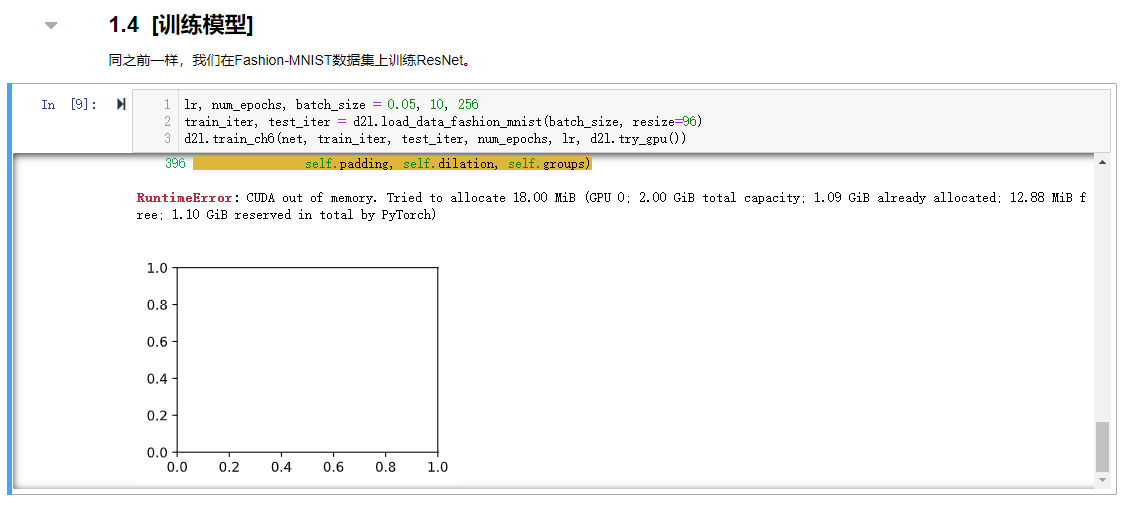 1.4 [训练模型]
同之前一样，我们在Fashion-MNIST数据集上训练ResNet。
In [9]:
1 lr, num_epochs, batch_size = 0.05, 10, 256
2 train_iter, test_iter = d2l.load_data_fashion_mnist(batch_size, resize=96)
3 d2l.train_ch6(net, train_iter, test_iter, num_epochs, lr, d2l.try_gpu())
396 self.padding, self.dilation, self.groups)
RuntimeError: CUDA out of memory. Tried to allocate 18.00 MiB (GPU 0; 2.00 GiB total capacity; 1.09 GiB already allocated; 12.88 MiB f
ree; 1.10 GiB reserved in total by PyTorch)
1.0
0.8
0.6
0.4
0.2
0.0
0.0 0.2 0.4 0.6 0.8 1.0